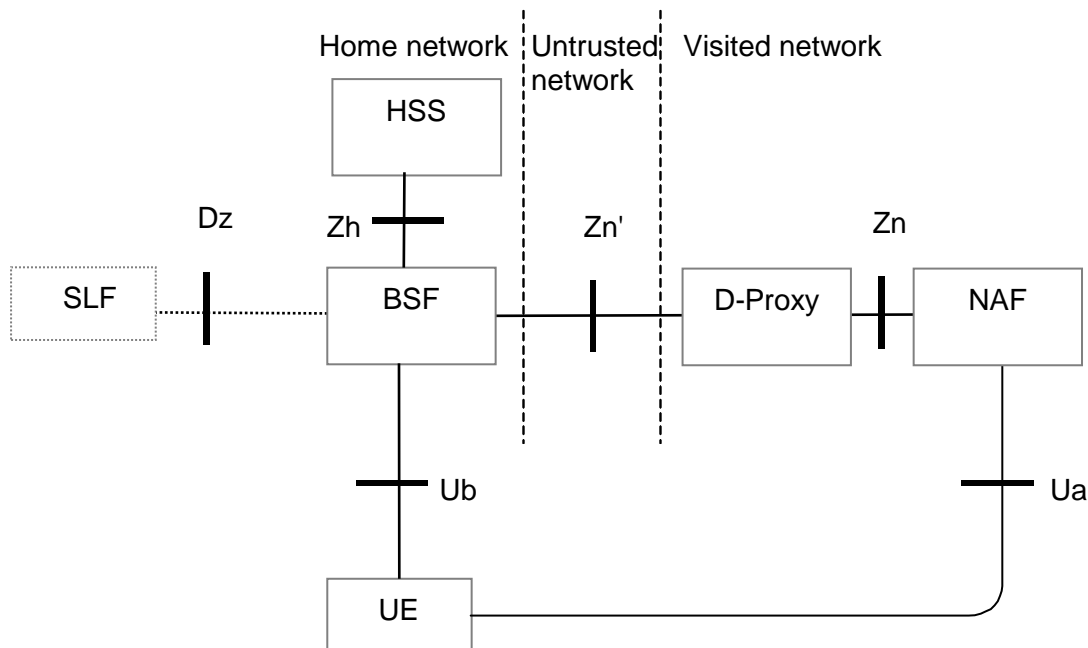 Home network
Untrusted
network
Visited network
HSS
Dz
Zh
Zn'
Zn
SLF
BSF
D-Proxy
NAF
Ub
Ua
UE